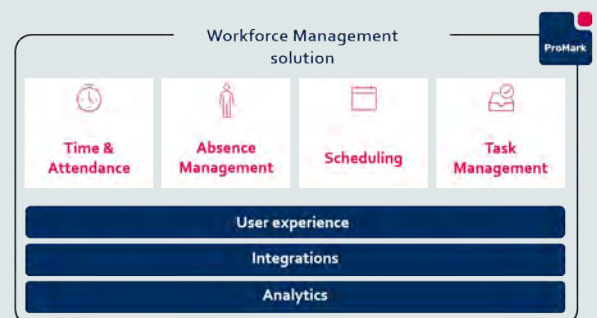 Workforce Management
solution
ProMark
Time &
Attendance
Absence
Management
Scheduling
Task
Management
User experience
Integrations
Analytics